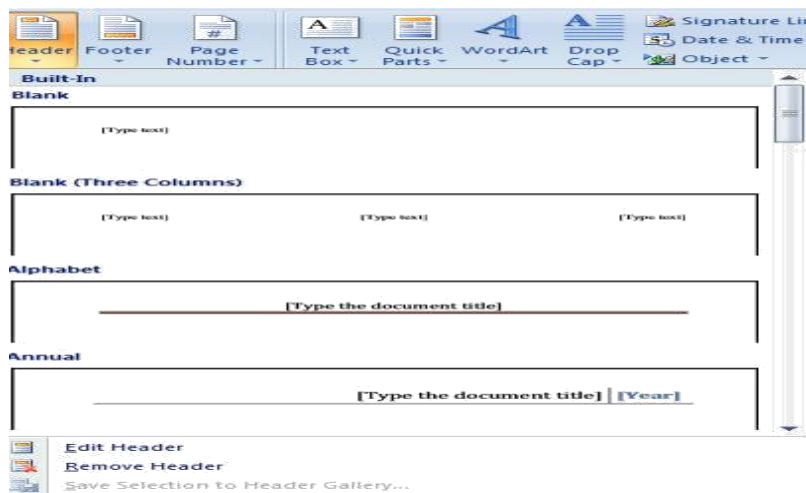 Header Footer Page Number Text Box Quick Parts WordArt Drop Cap Signature Li
Date & Time
Object
Built-In
Blank
[Type text]
Blank (Three Columns)
[Type text] [Type text] [Type text]
Alphabet
[Type the document title]
Annual
[Type the document title] [Year]
Edit Header
Remove Header
Save Selection to Header Gallery...